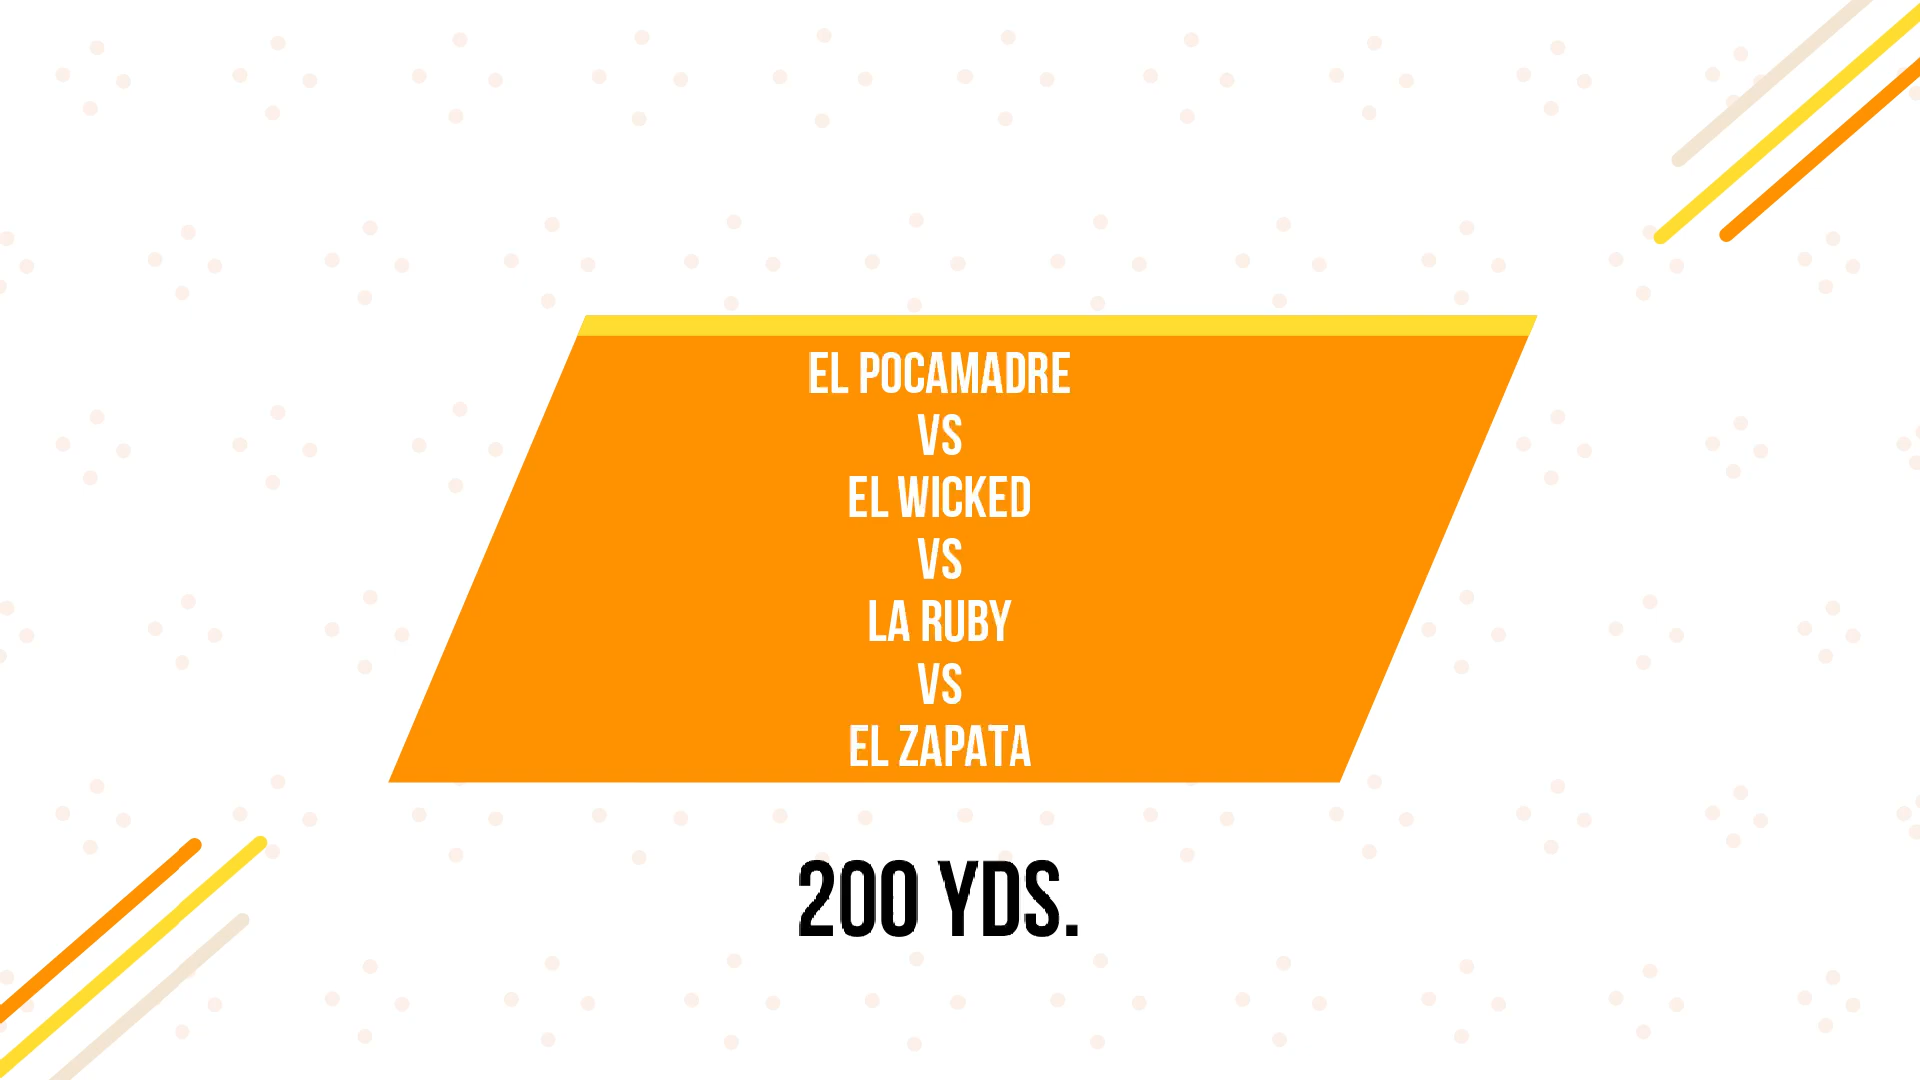 EL POCAMADRE
VS
EL WICKED
VS
LA RUBY
VS
EL ZAPATA
200 YDS.